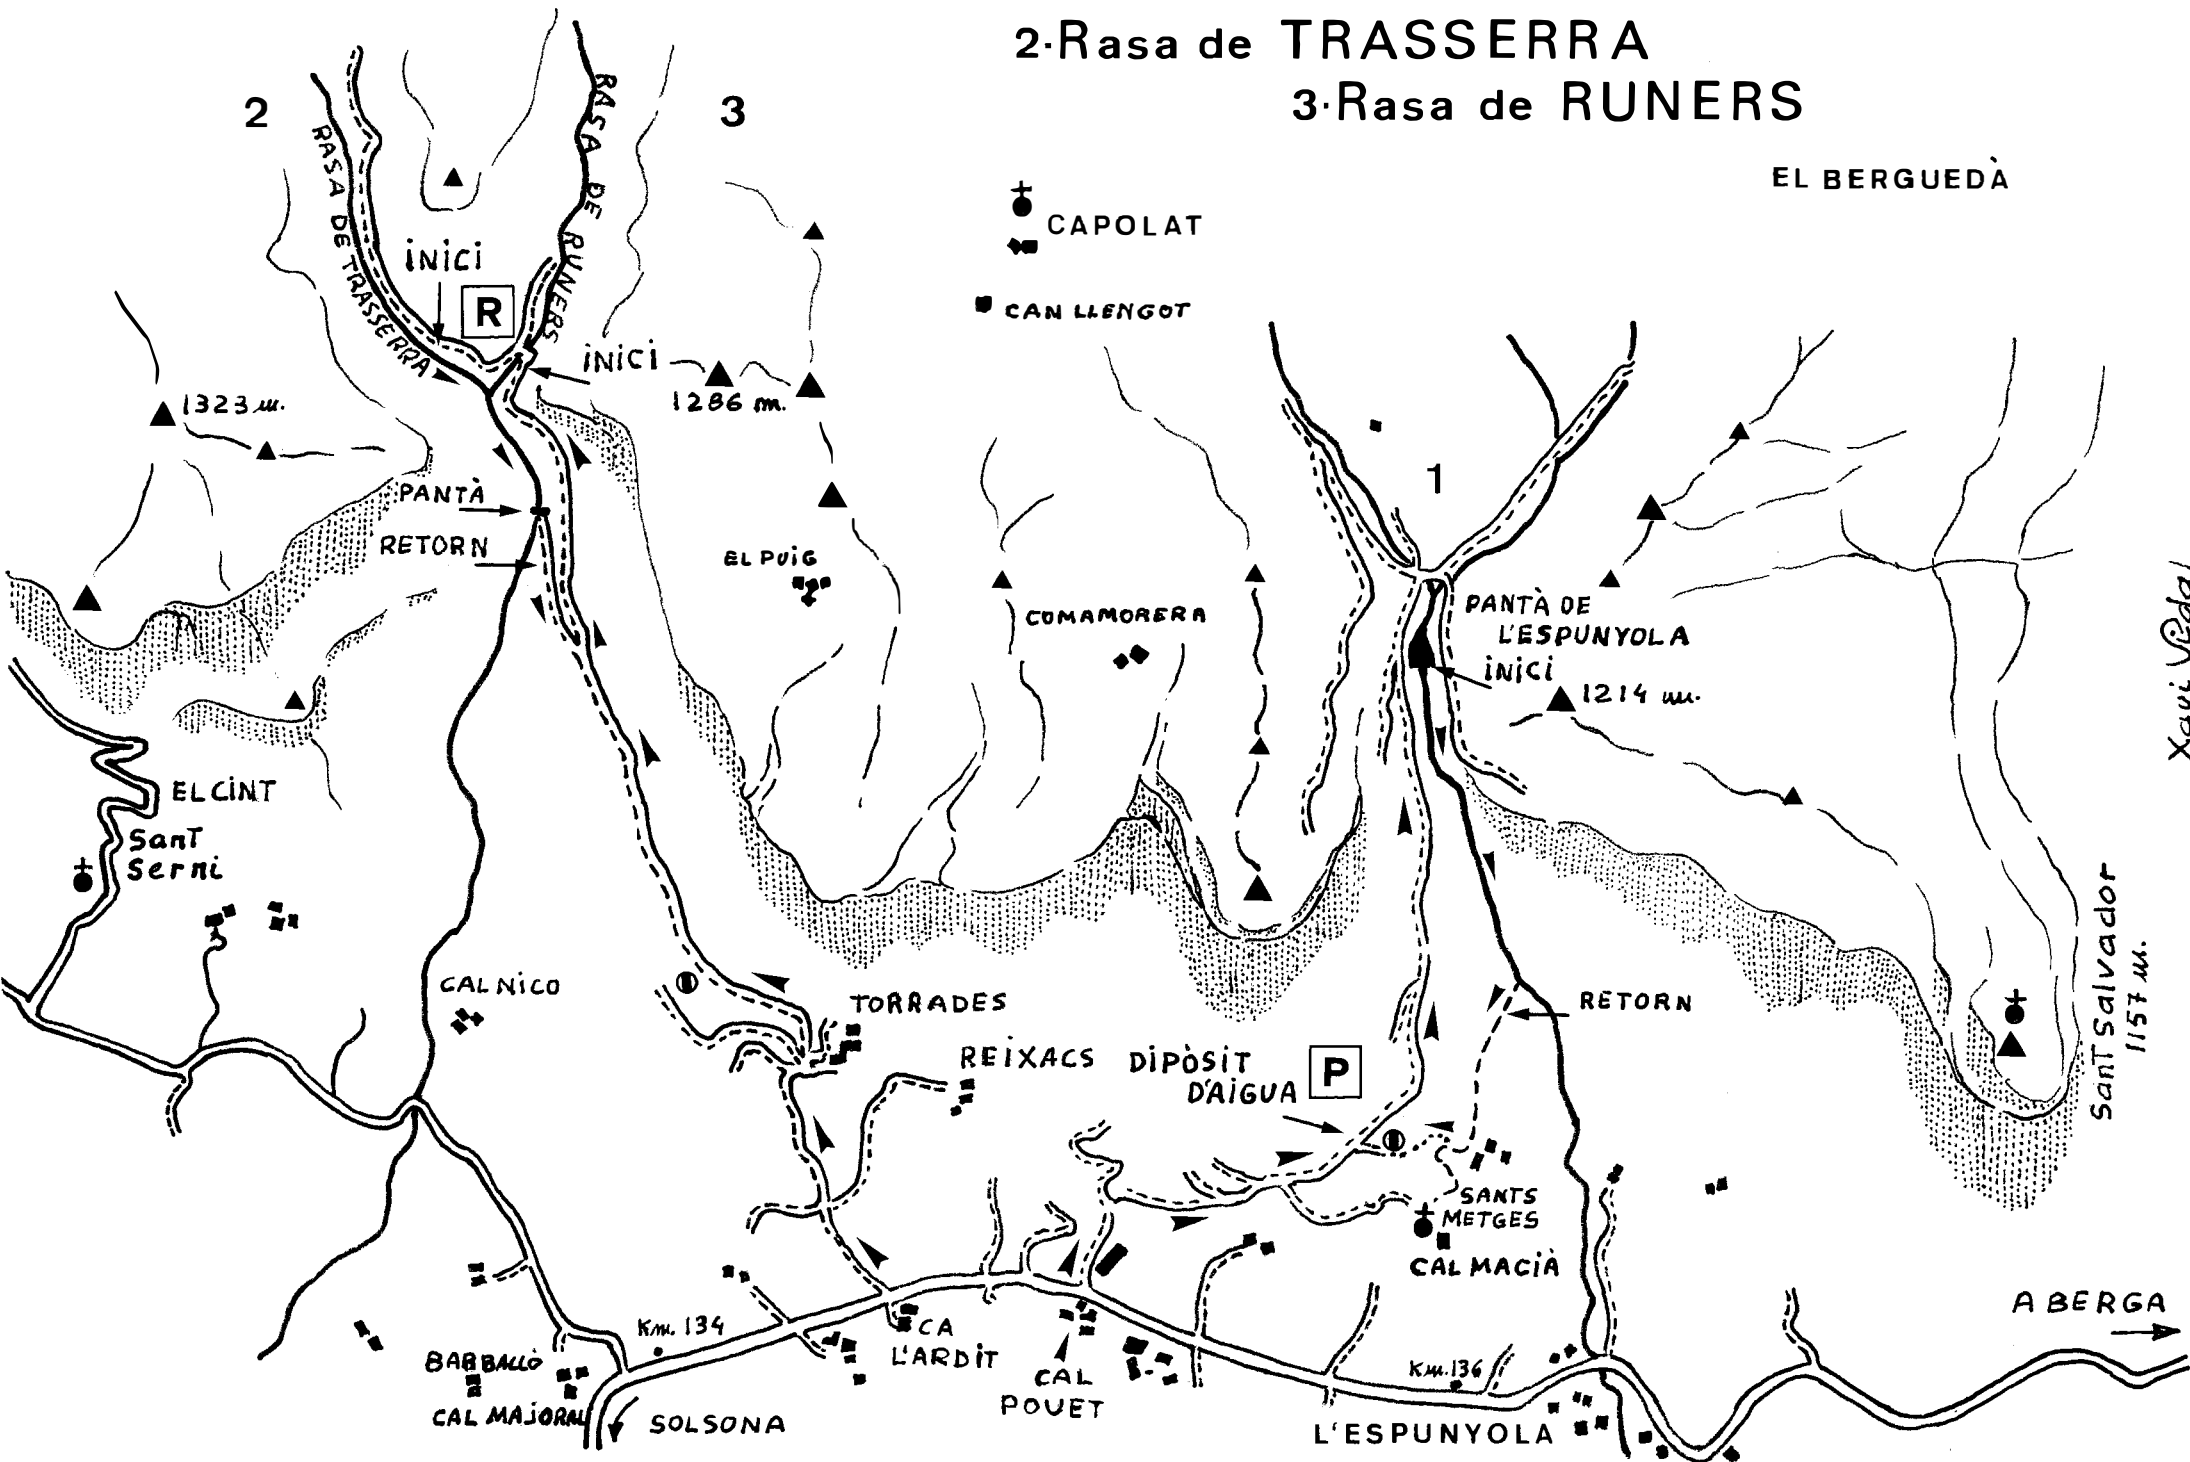 2·Rasa de TRASSERRA
3·Rasa de RUNERS
EL BERGUEDÀ
2
3
RASA DE TRASSERRA
RASA DE RUNERS
INICI
R
INICI
CAPOLAT
CAN LLENGOT
1323 m.
1286 m.
PANTÀ
RETORN
1
EL PUIG
COMAMORERA
PANTÀ DE
L'ESPUNYOLA
INICI
1214 m.
Xavi Vidal
EL CINT
Sant
Serni
CAL NICO
TORRADES
REIXACS
DIPÒSIT
D'AIGUA
P
RETORN
Sant Salvador
1157 m.
SANTS
METGES
CAL MACIÀ
A BERGA
Km. 134
CA
L'ARDIT
BARBALLÒ
CAL MAJORAL
SOLSONA
CAL
POUET
Km. 136
L'ESPUNYOLA